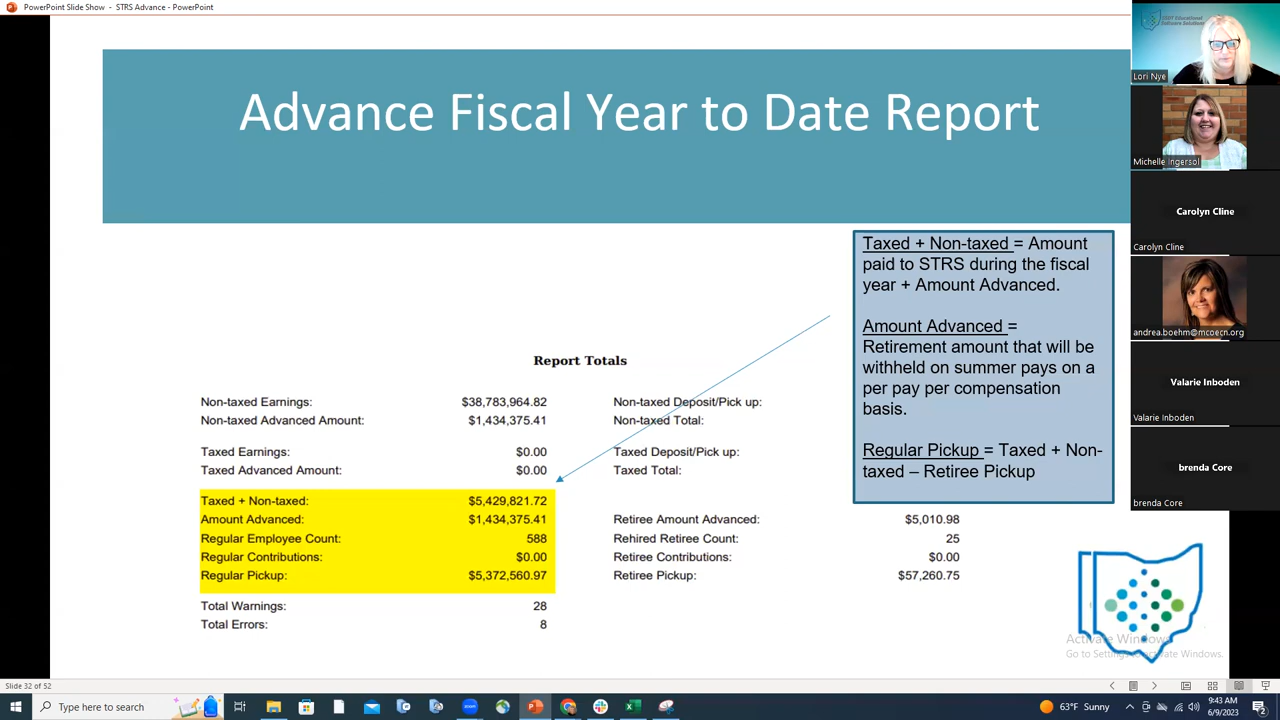 PowerPoint Slide Show - STRS Advance - PowerPoint
Advance Fiscal Year to Date Report
Taxed + Non-taxed = Amount
paid to STRS during the fiscal
year + Amount Advanced.
Amount Advanced =
Retirement amount that will be
withheld on summer pays on a
per pay per compensation
basis.
Regular Pickup = Taxed + Non-
taxed – Retiree Pickup
Report Totals
Non-taxed Earnings: $38,783,964.82 Non-taxed Deposit/Pick up:
Non-taxed Advanced Amount: $1,434,375.41 Non-taxed Total:
Taxed Earnings: $0.00 Taxed Deposit/Pick up:
Taxed Advanced Amount: $0.00 Taxed Total:
Taxed + Non-taxed: $5,429,821.72
Amount Advanced: $1,434,375.41 Retiree Amount Advanced: $5,010.98
Regular Employee Count: 588 Rehired Retiree Count: 25
Regular Contributions: $0.00 Retiree Contributions: $0.00
Regular Pickup: $5,372,560.97 Retiree Pickup: $57,260.75
Total Warnings: 28
Total Errors: 8
Lori Nye
Michelle Ingersol
Carolyn Cline
Carolyn Cline
andrea.boehm@mcoecn.org
Valarie Inboden
Valarie Inboden
brenda Core
brenda Core
Activate Windows
Go to Settings to activate Windows.
Slide 32 of 52
Type here to search
63°F Sunny
9:43 AM
6/9/2023